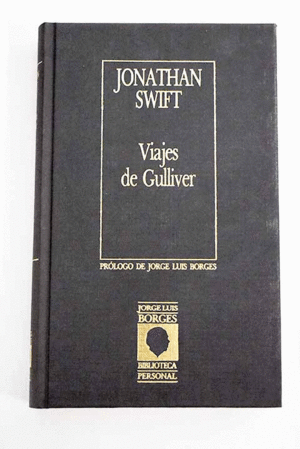 JONATHAN
SWIFT
Viajes
de Gulliver
PRÓLOGO DE JORGE LUIS BORGES
JORGE LUIS
BORGES
BIBLIOTECA
PERSONAL